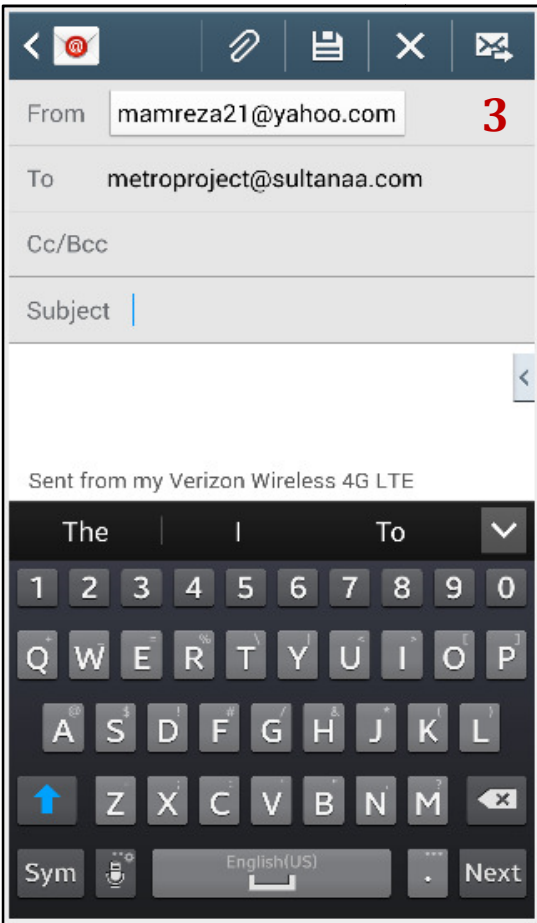 From mamreza21@yahoo.com 3
To metroproject@sultanaa.com
Cc/Bcc
Subject
Sent from my Verizon Wireless 4G LTE
The I To
1 2 3 4 5 6 7 8 9 0
Q W E R T Y U I O P
A S D F G H J K L
Z X C V B N M
Sym English(US) . Next